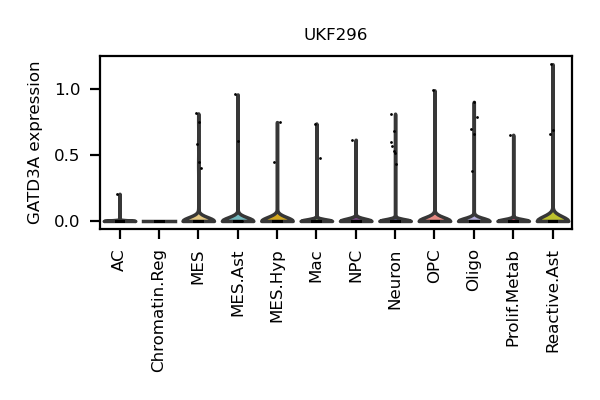 UKF296
GATD3A expression
1.0
0.5
0.0
AC
Chromatin.Reg
MES
MES.Ast
MES.Hyp
Mac
NPC
Neuron
OPC
Oligo
Prolif.Metab
Reactive.Ast